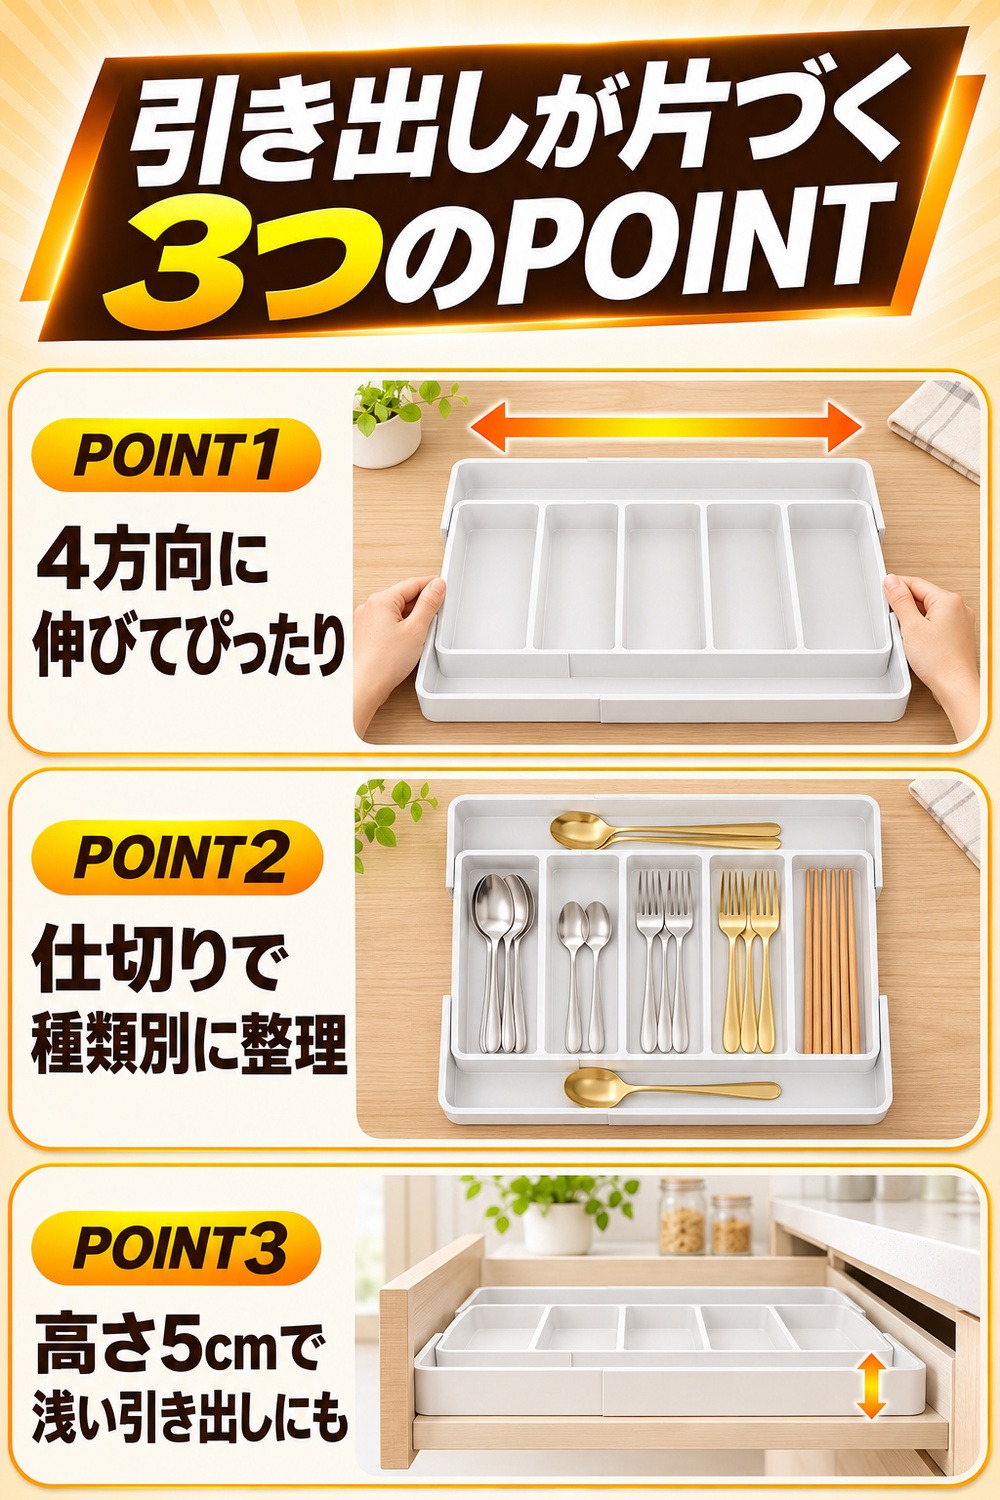 引き出しが片づく
3つのPOINT
POINT1
4方向に
伸びてぴったり
POINT2
仕切りで
種類別に整理
POINT3
高さ5cmで
浅い引き出しにも